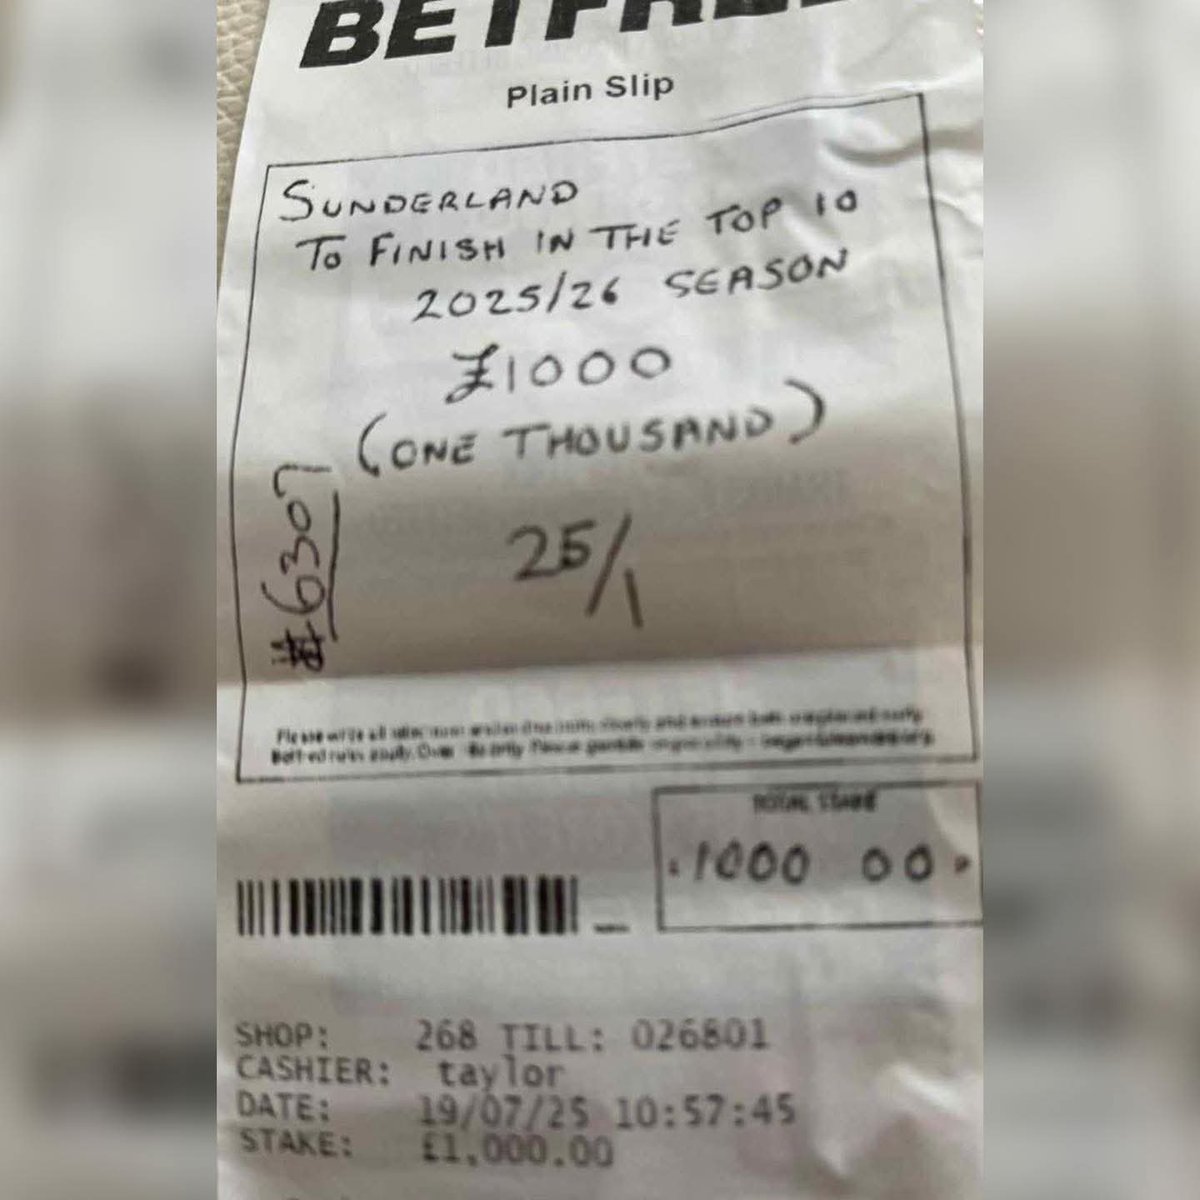 BETFRED
Plain Slip
SUNDERLAND
TO FINISH IN THE TOP 10
2025/26 SEASON
£1000
(ONE THOUSAND)
25/1
#6307
TOTAL STAKE
1000 00
SHOP: 268 TILL: 026801
CASHIER: taylor
DATE: 19/07/25 10:57:45
STAKE: £1,000.00